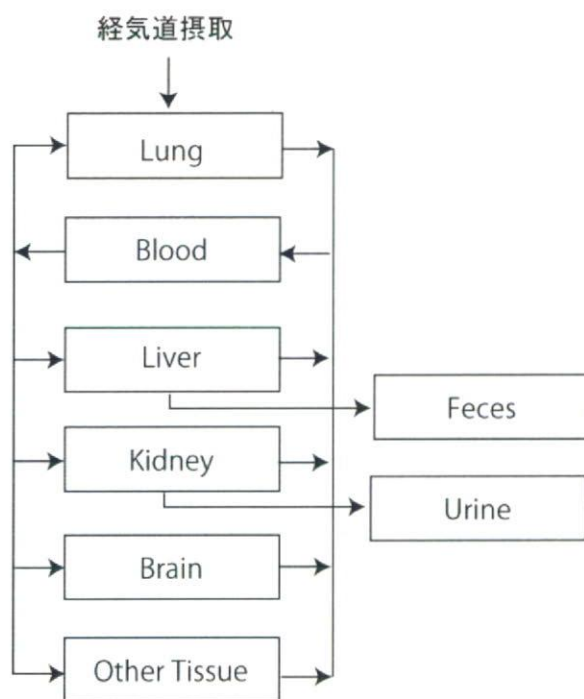 経気道摂取
Lung
Blood
Liver
Feces
Kidney
Urine
Brain
Other Tissue